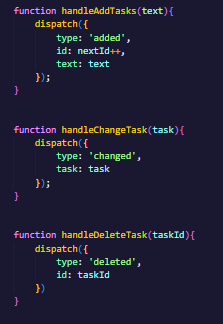 function handleAddTasks(text){
    dispatch({
        type: 'added',
        id: nextId++,
        text: text
    });
}
function handleChangeTask(task){
    dispatch({
        type: 'changed',
        task: task
    });
}
function handleDeleteTask(taskId){
    dispatch({
        type: 'deleted',
        id: taskId
    })
}